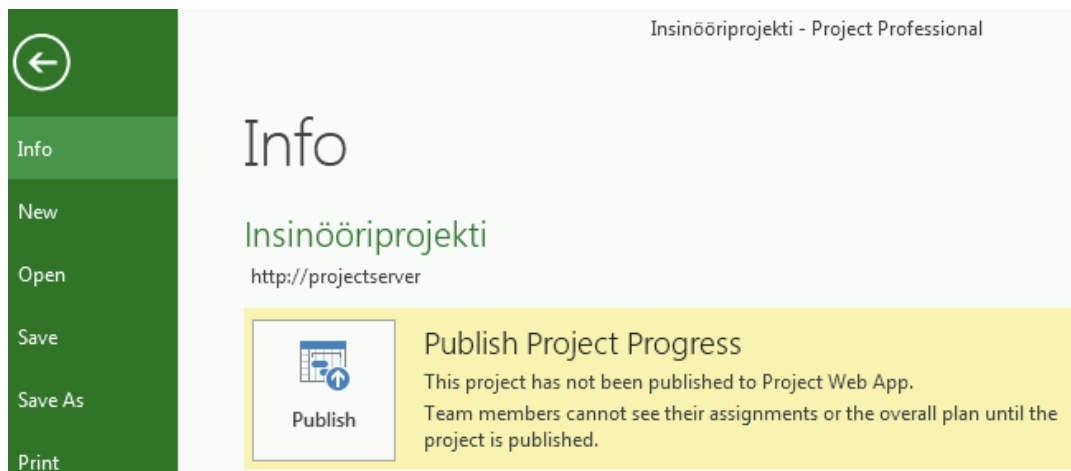 Insinööriprojekti - Project Professional
Info
New
Open
Save
Save As
Print
Info
Insinööriprojekti
http://projectserver
Publish
Publish Project Progress
This project has not been published to Project Web App.
Team members cannot see their assignments or the overall plan until the
project is published.